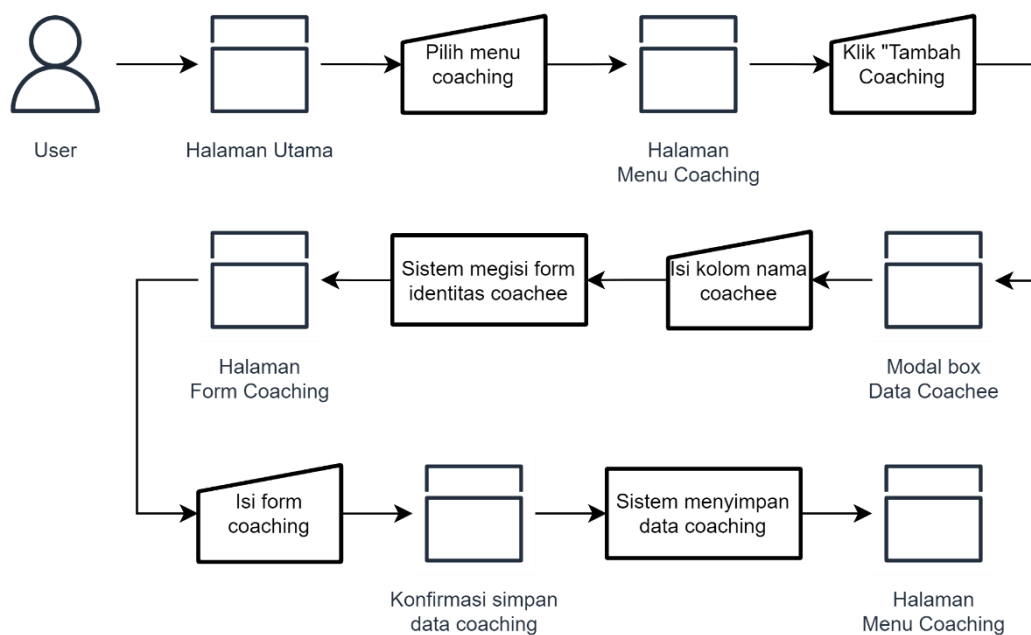 Pilih menu
coaching
Klik "Tambah
Coaching
User
Halaman Utama
Halaman
Menu Coaching
Sistem megisi form
identitas coachee
Isi kolom nama
coachee
Halaman
Form Coaching
Modal box
Data Coachee
Isi form
coaching
Sistem menyimpan
data coaching
Konfirmasi simpan
data coaching
Halaman
Menu Coaching